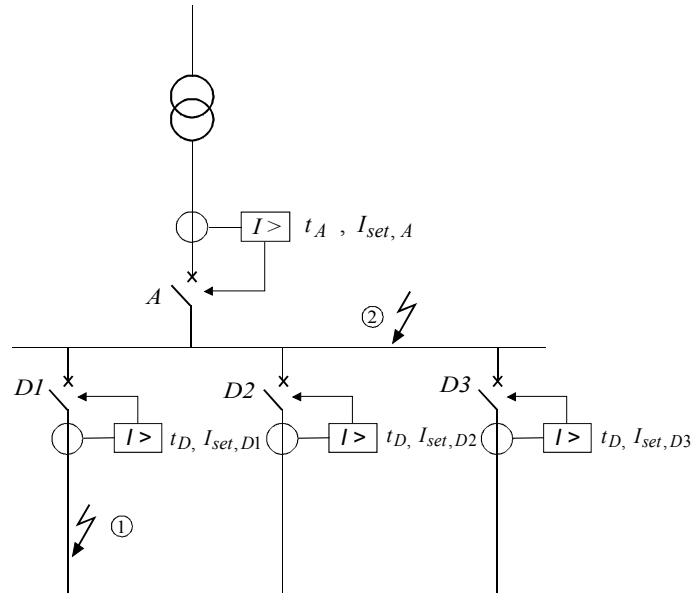 I > t_A , I_set, A
A
②
D1
D2
D3
I > t_D, I_set, D1
I > t_D, I_set, D2
I > t_D, I_set, D3
①